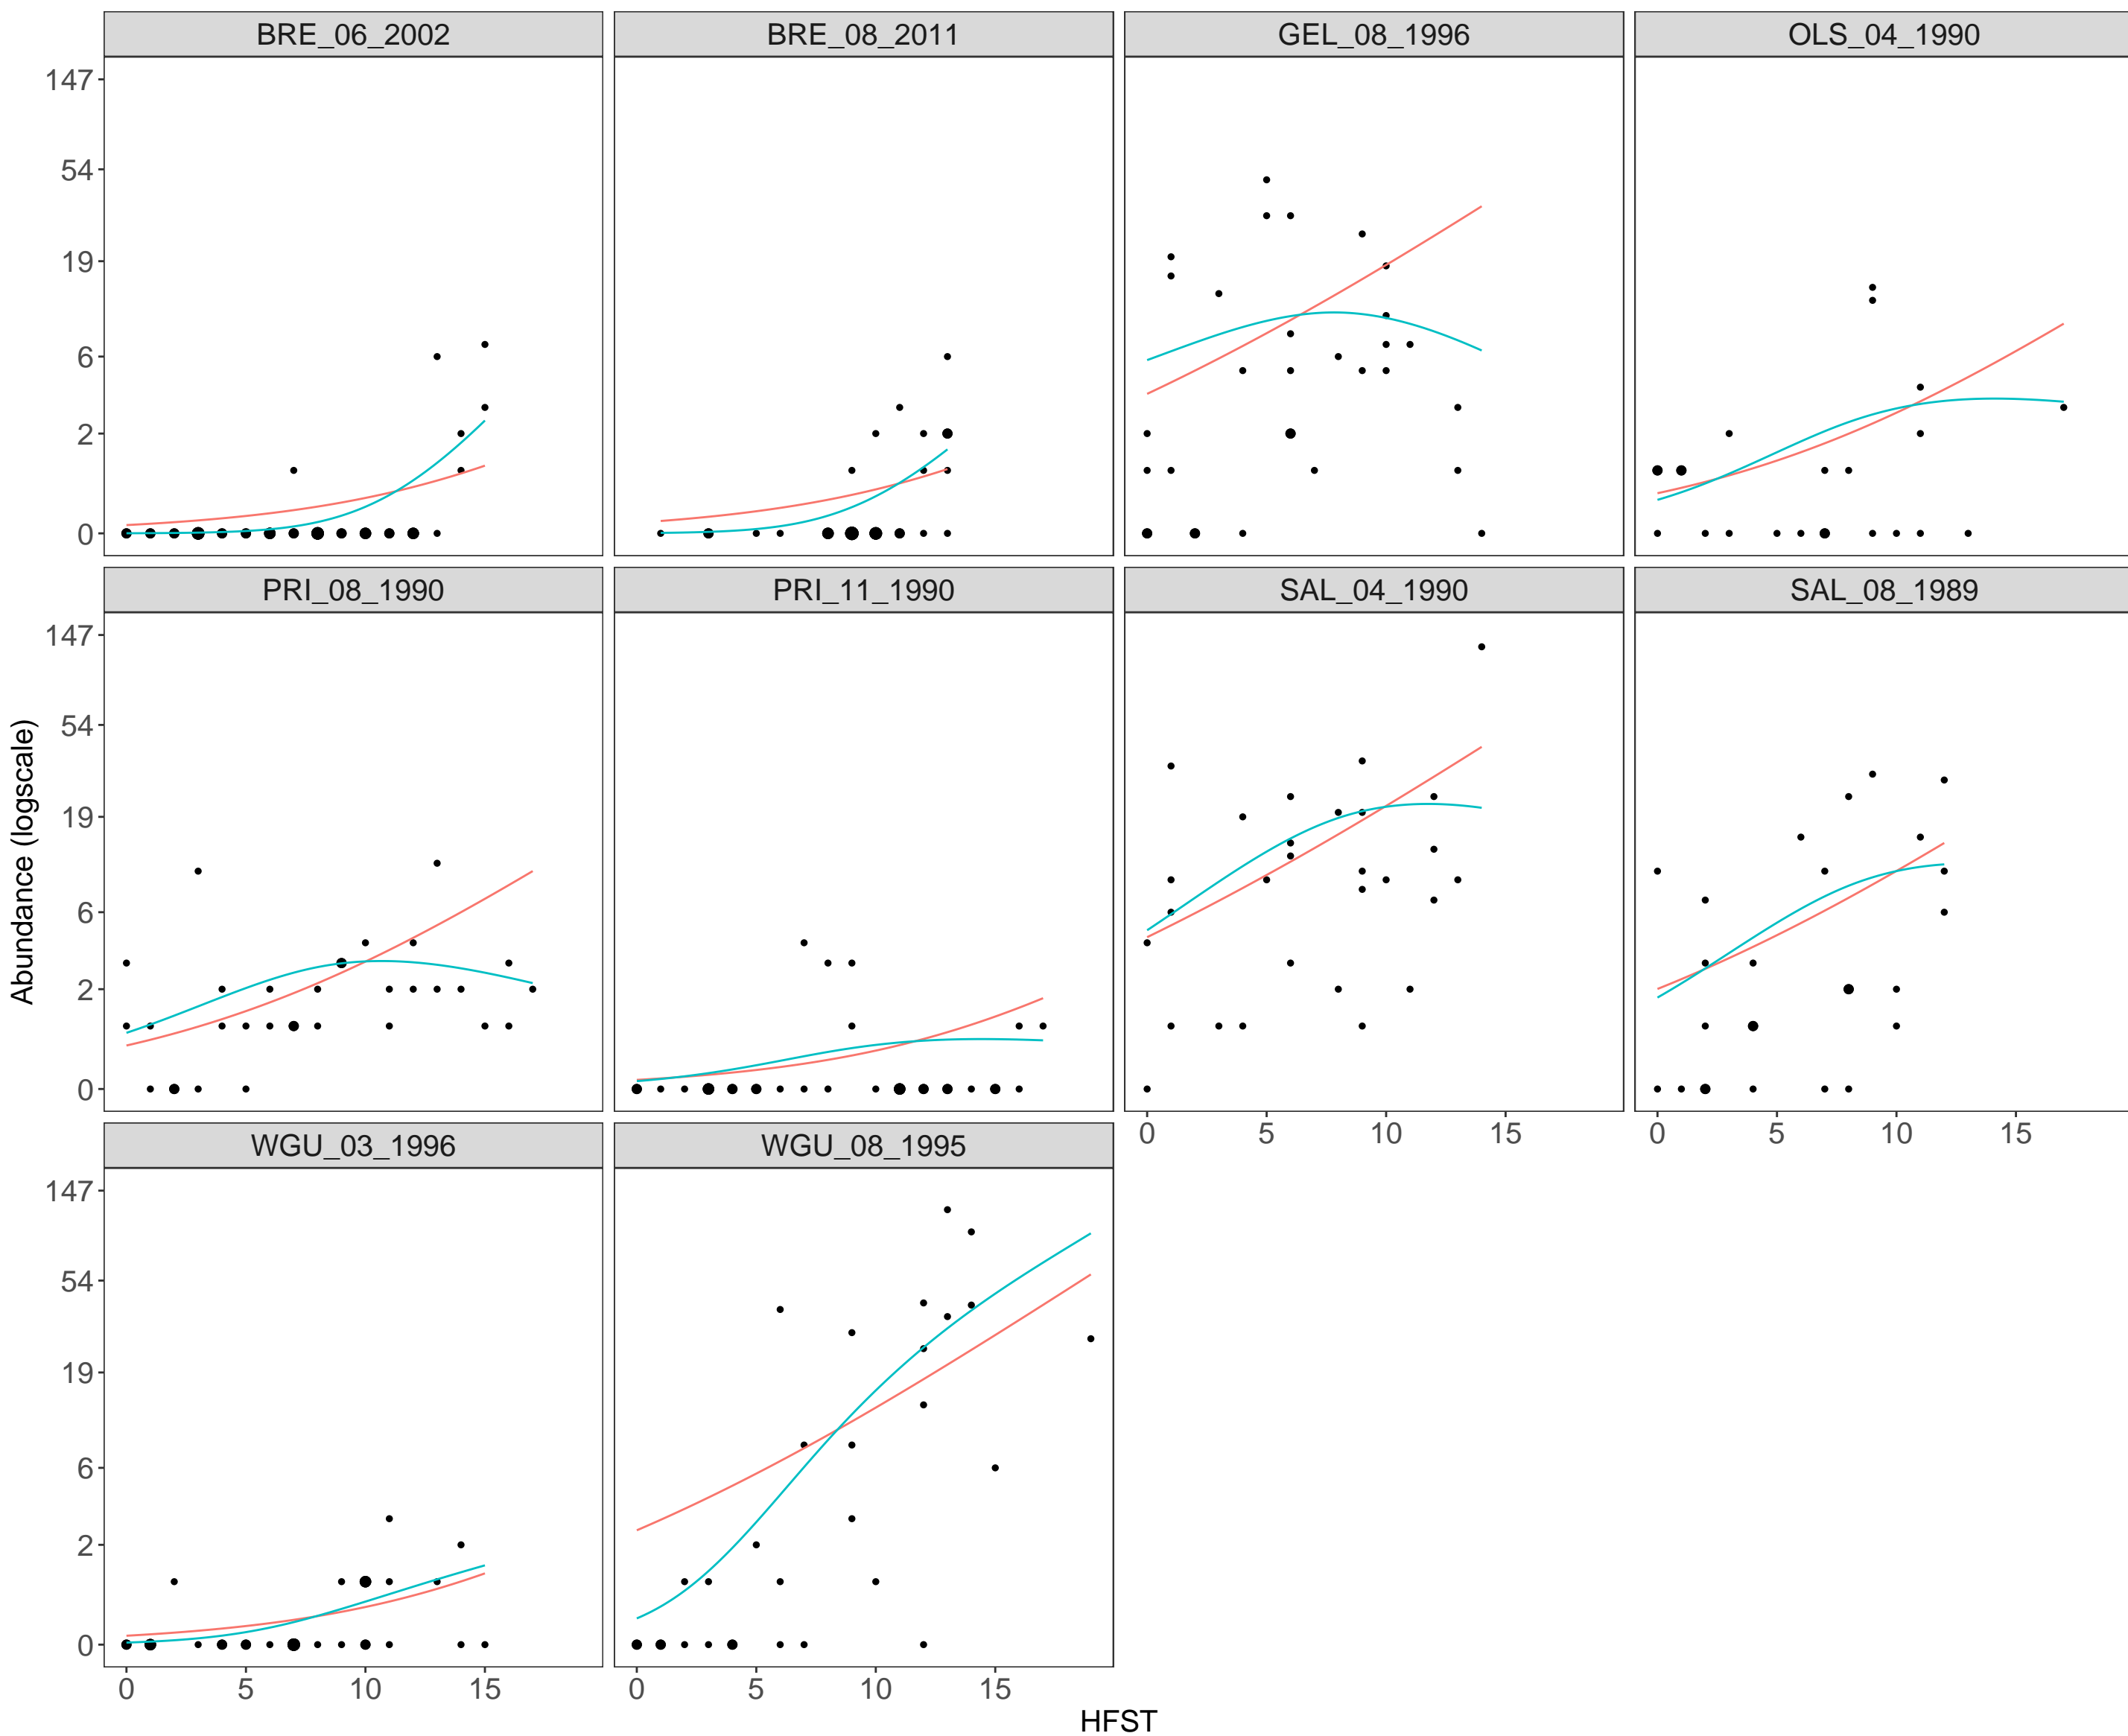 BRE_06_2002 BRE_08_2011 GEL_08_1996 OLS_04_1990
147
54
19
6
2
0
PRI_08_1990 PRI_11_1990 SAL_04_1990 SAL_08_1989
147
54
19
6
2
0
0 5 10 15 0 5 10 15
WGU_03_1996 WGU_08_1995
147
54
19
6
2
0
0 5 10 15 0 5 10 15
HFST
Abundance (logscale)